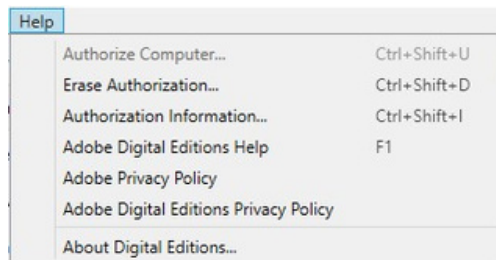 Help
Authorize Computer... Ctrl+Shift+U
Erase Authorization... Ctrl+Shift+D
Authorization Information... Ctrl+Shift+I
Adobe Digital Editions Help F1
Adobe Privacy Policy
Adobe Digital Editions Privacy Policy
About Digital Editions...